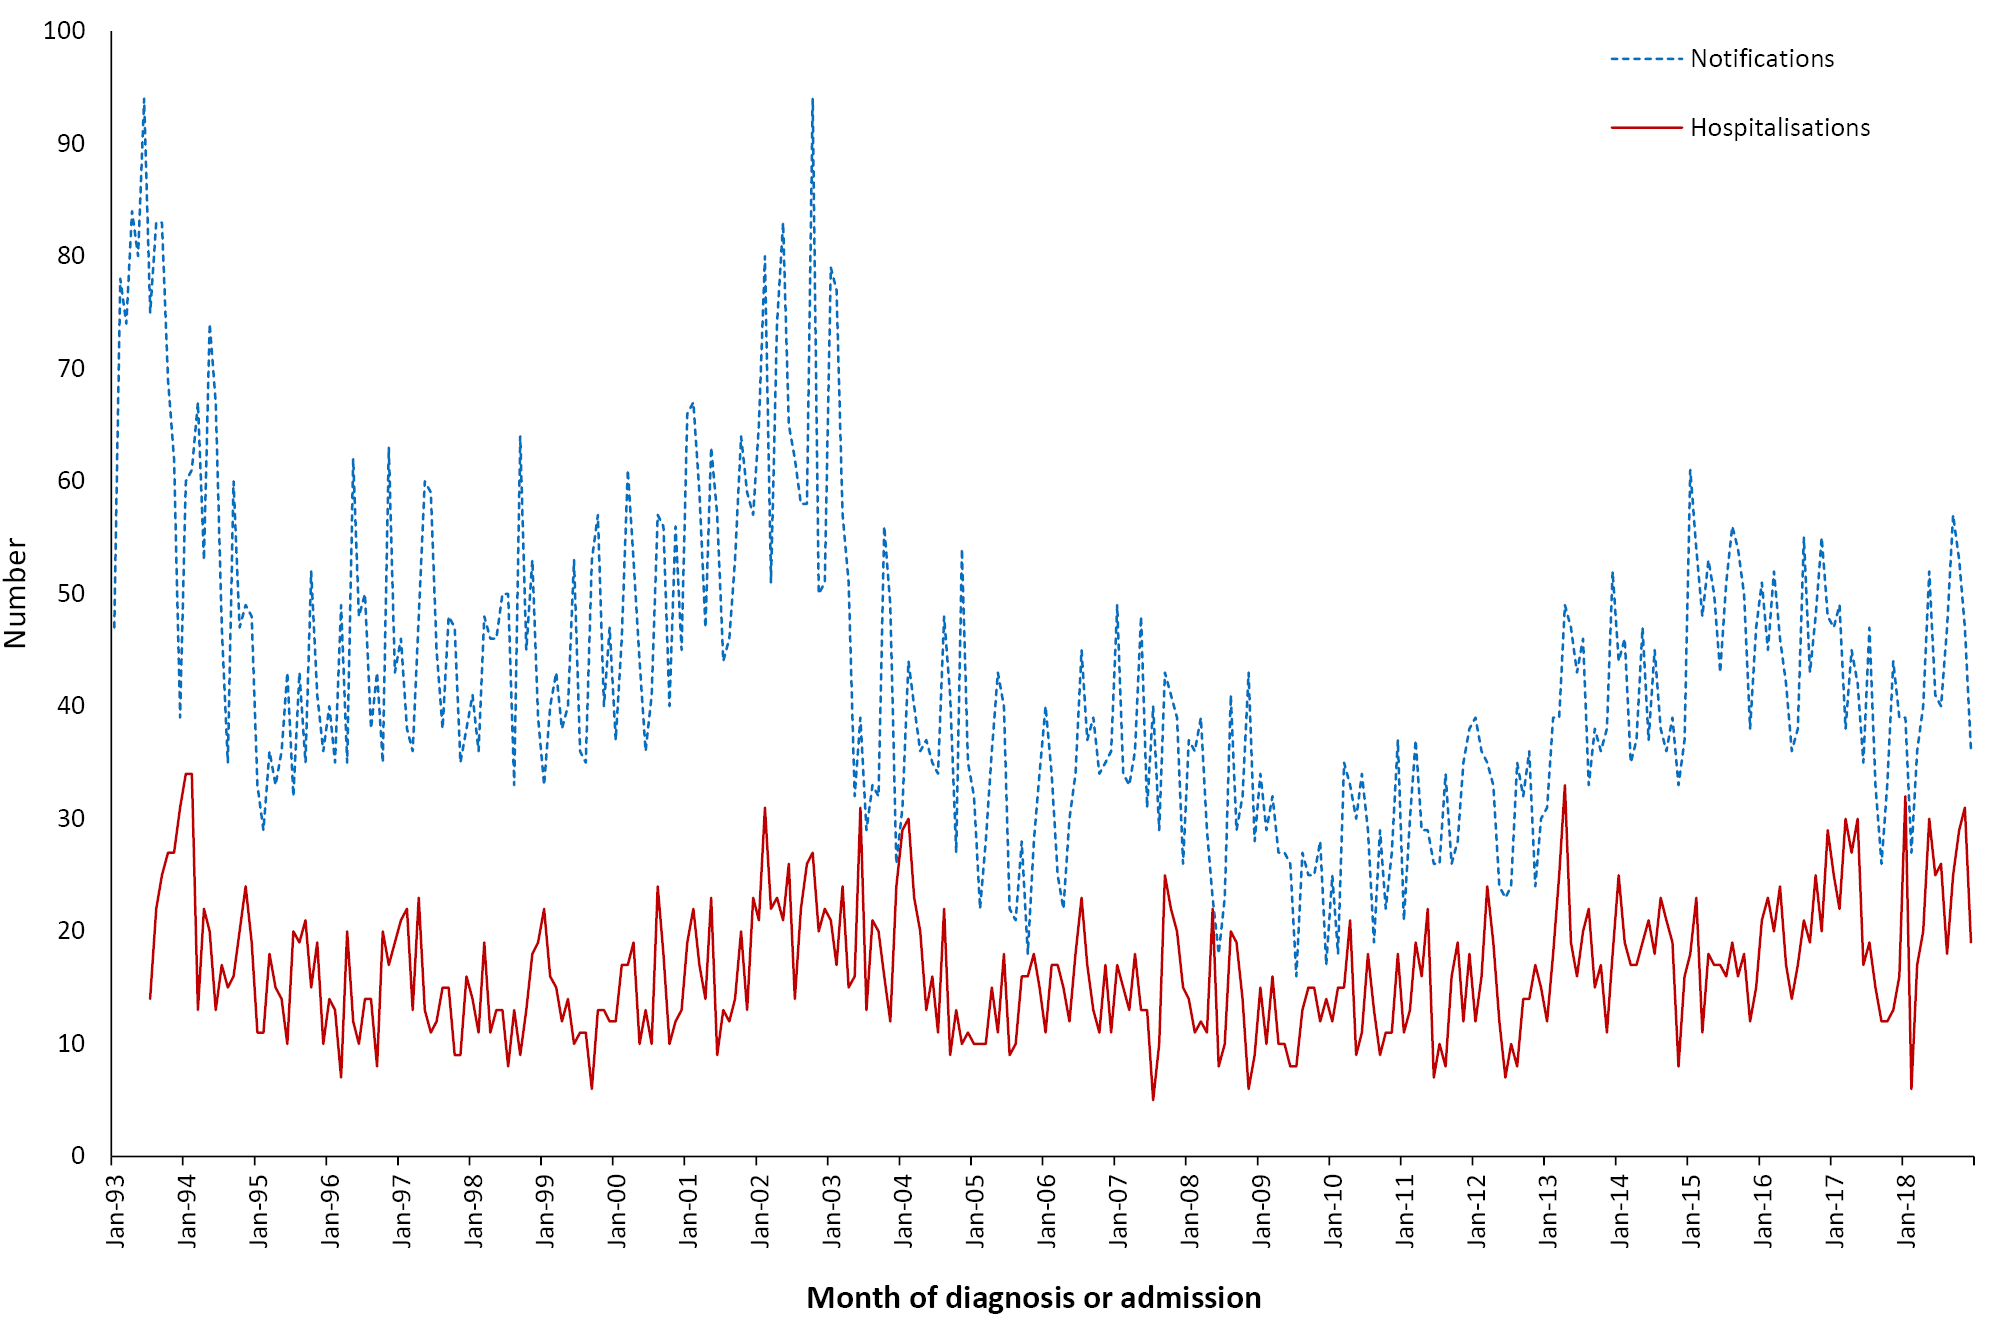 100
90
80
70
60
50
40
30
20
10
0
Number
Notifications
Hospitalisations
Jan-93
Jan-94
Jan-95
Jan-96
Jan-97
Jan-98
Jan-99
Jan-00
Jan-01
Jan-02
Jan-03
Jan-04
Jan-05
Jan-06
Jan-07
Jan-08
Jan-09
Jan-10
Jan-11
Jan-12
Jan-13
Jan-14
Jan-15
Jan-16
Jan-17
Jan-18
Month of diagnosis or admission